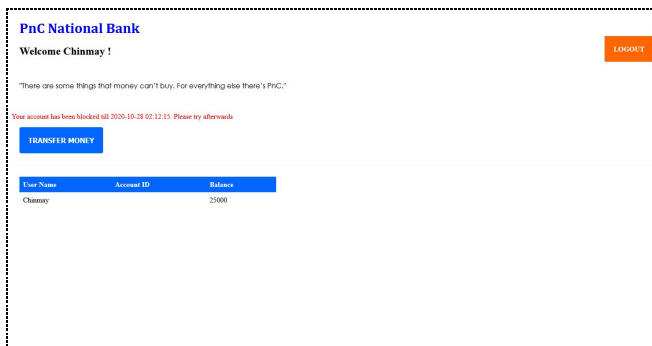 PnC National Bank
Welcome Chinmay !
LOGOUT
"There are some things that money can't buy. For everything else there's PnC."
Your account has been blocked till 2020-10-28 02:12:15. Please try afterwards
TRANSFER MONEY
User Name Account ID Balance
Chinmay 25000